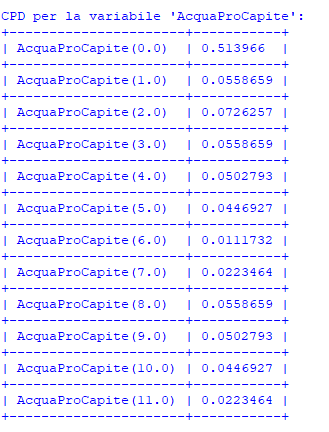 CPD per la variabile 'AcquaProCapite':
+-----------------------+-----------+
| AcquaProCapite(0.0) | 0.513966 |
+-----------------------+-----------+
| AcquaProCapite(1.0) | 0.0558659 |
+-----------------------+-----------+
| AcquaProCapite(2.0) | 0.0726257 |
+-----------------------+-----------+
| AcquaProCapite(3.0) | 0.0558659 |
+-----------------------+-----------+
| AcquaProCapite(4.0) | 0.0502793 |
+-----------------------+-----------+
| AcquaProCapite(5.0) | 0.0446927 |
+-----------------------+-----------+
| AcquaProCapite(6.0) | 0.0111732 |
+-----------------------+-----------+
| AcquaProCapite(7.0) | 0.0223464 |
+-----------------------+-----------+
| AcquaProCapite(8.0) | 0.0558659 |
+-----------------------+-----------+
| AcquaProCapite(9.0) | 0.0502793 |
+-----------------------+-----------+
| AcquaProCapite(10.0) | 0.0446927 |
+-----------------------+-----------+
| AcquaProCapite(11.0) | 0.0223464 |
+-----------------------+-----------+